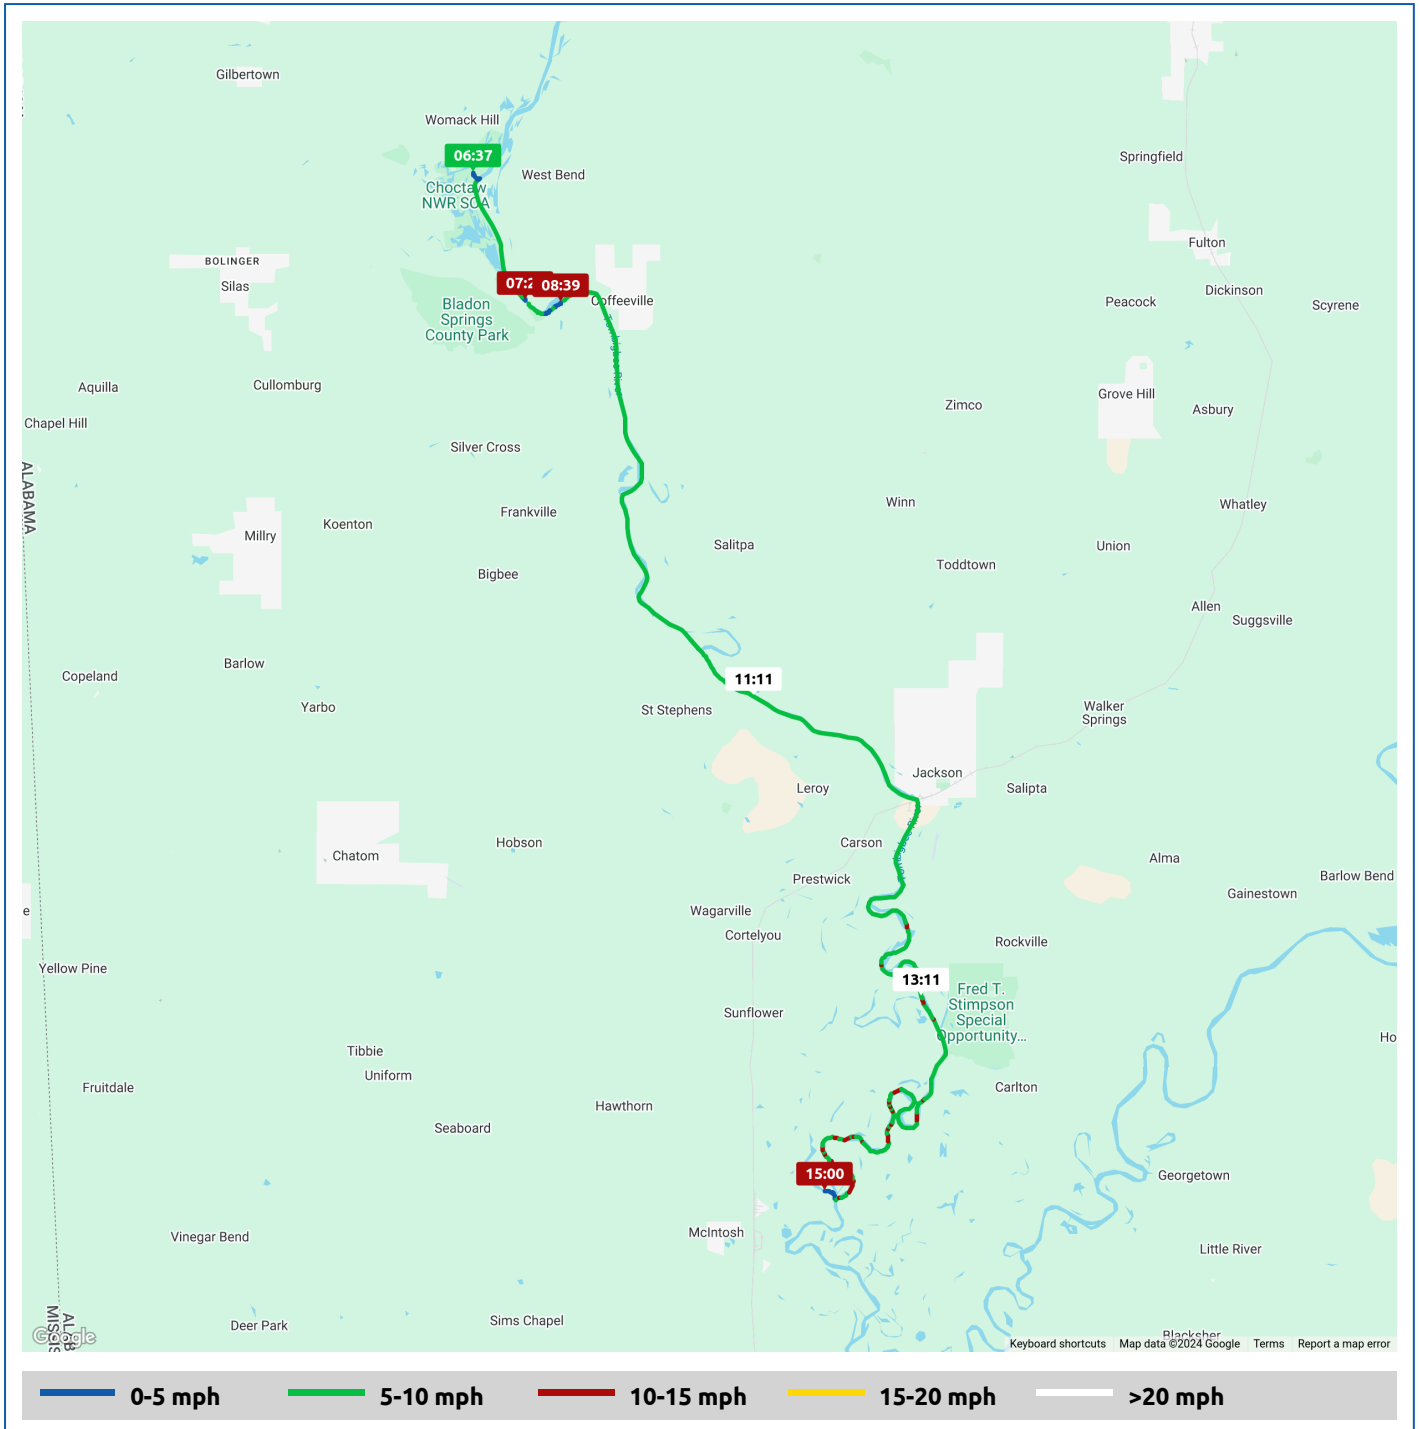 Gilbertown
Womack Hill
06:37
Springfield
West Bend
Choctaw
NWR SOA
Fulton
BOLINGER
Silas
08:39
Dickinson
Bladon
Springs
County Park
Coffeeville
Peacock
Scyrene
Aquilla
Cullomburg
Grove Hill
Zimco
Asbury
Chapel Hill
Silver Cross
ALABAMA
Winn
Whatley
Frankville
Koenton
Millry
Salitpa
Union
Toddtown
Bigbee
Allen
Suggsville
Barlow
Copeland
11:11
Yarbo
St Stephens
Walker
Springs
Jackson
Leroy
Salipta
Hobson
Carson
Chatom
Alma
Prestwick
Barlow Bend
Gainestown
Wagarville
Cortelyou
Rockville
Yellow Pine
13:11
Fred T.
Stimpson
Special
Opportunity...
Sunflower
Ho
Tibbie
Uniform
Fruitdale
Carlton
Hawthorn
Seaboard
15:00
Georgetown
McIntosh
Vinegar Bend
Little River
Deer Park
Sims Chapel
Blacksher
Google
Keyboard shortcuts Map data ©2024 Google Terms Report a map error
0-5 mph 5-10 mph 10-15 mph 15-20 mph >20 mph